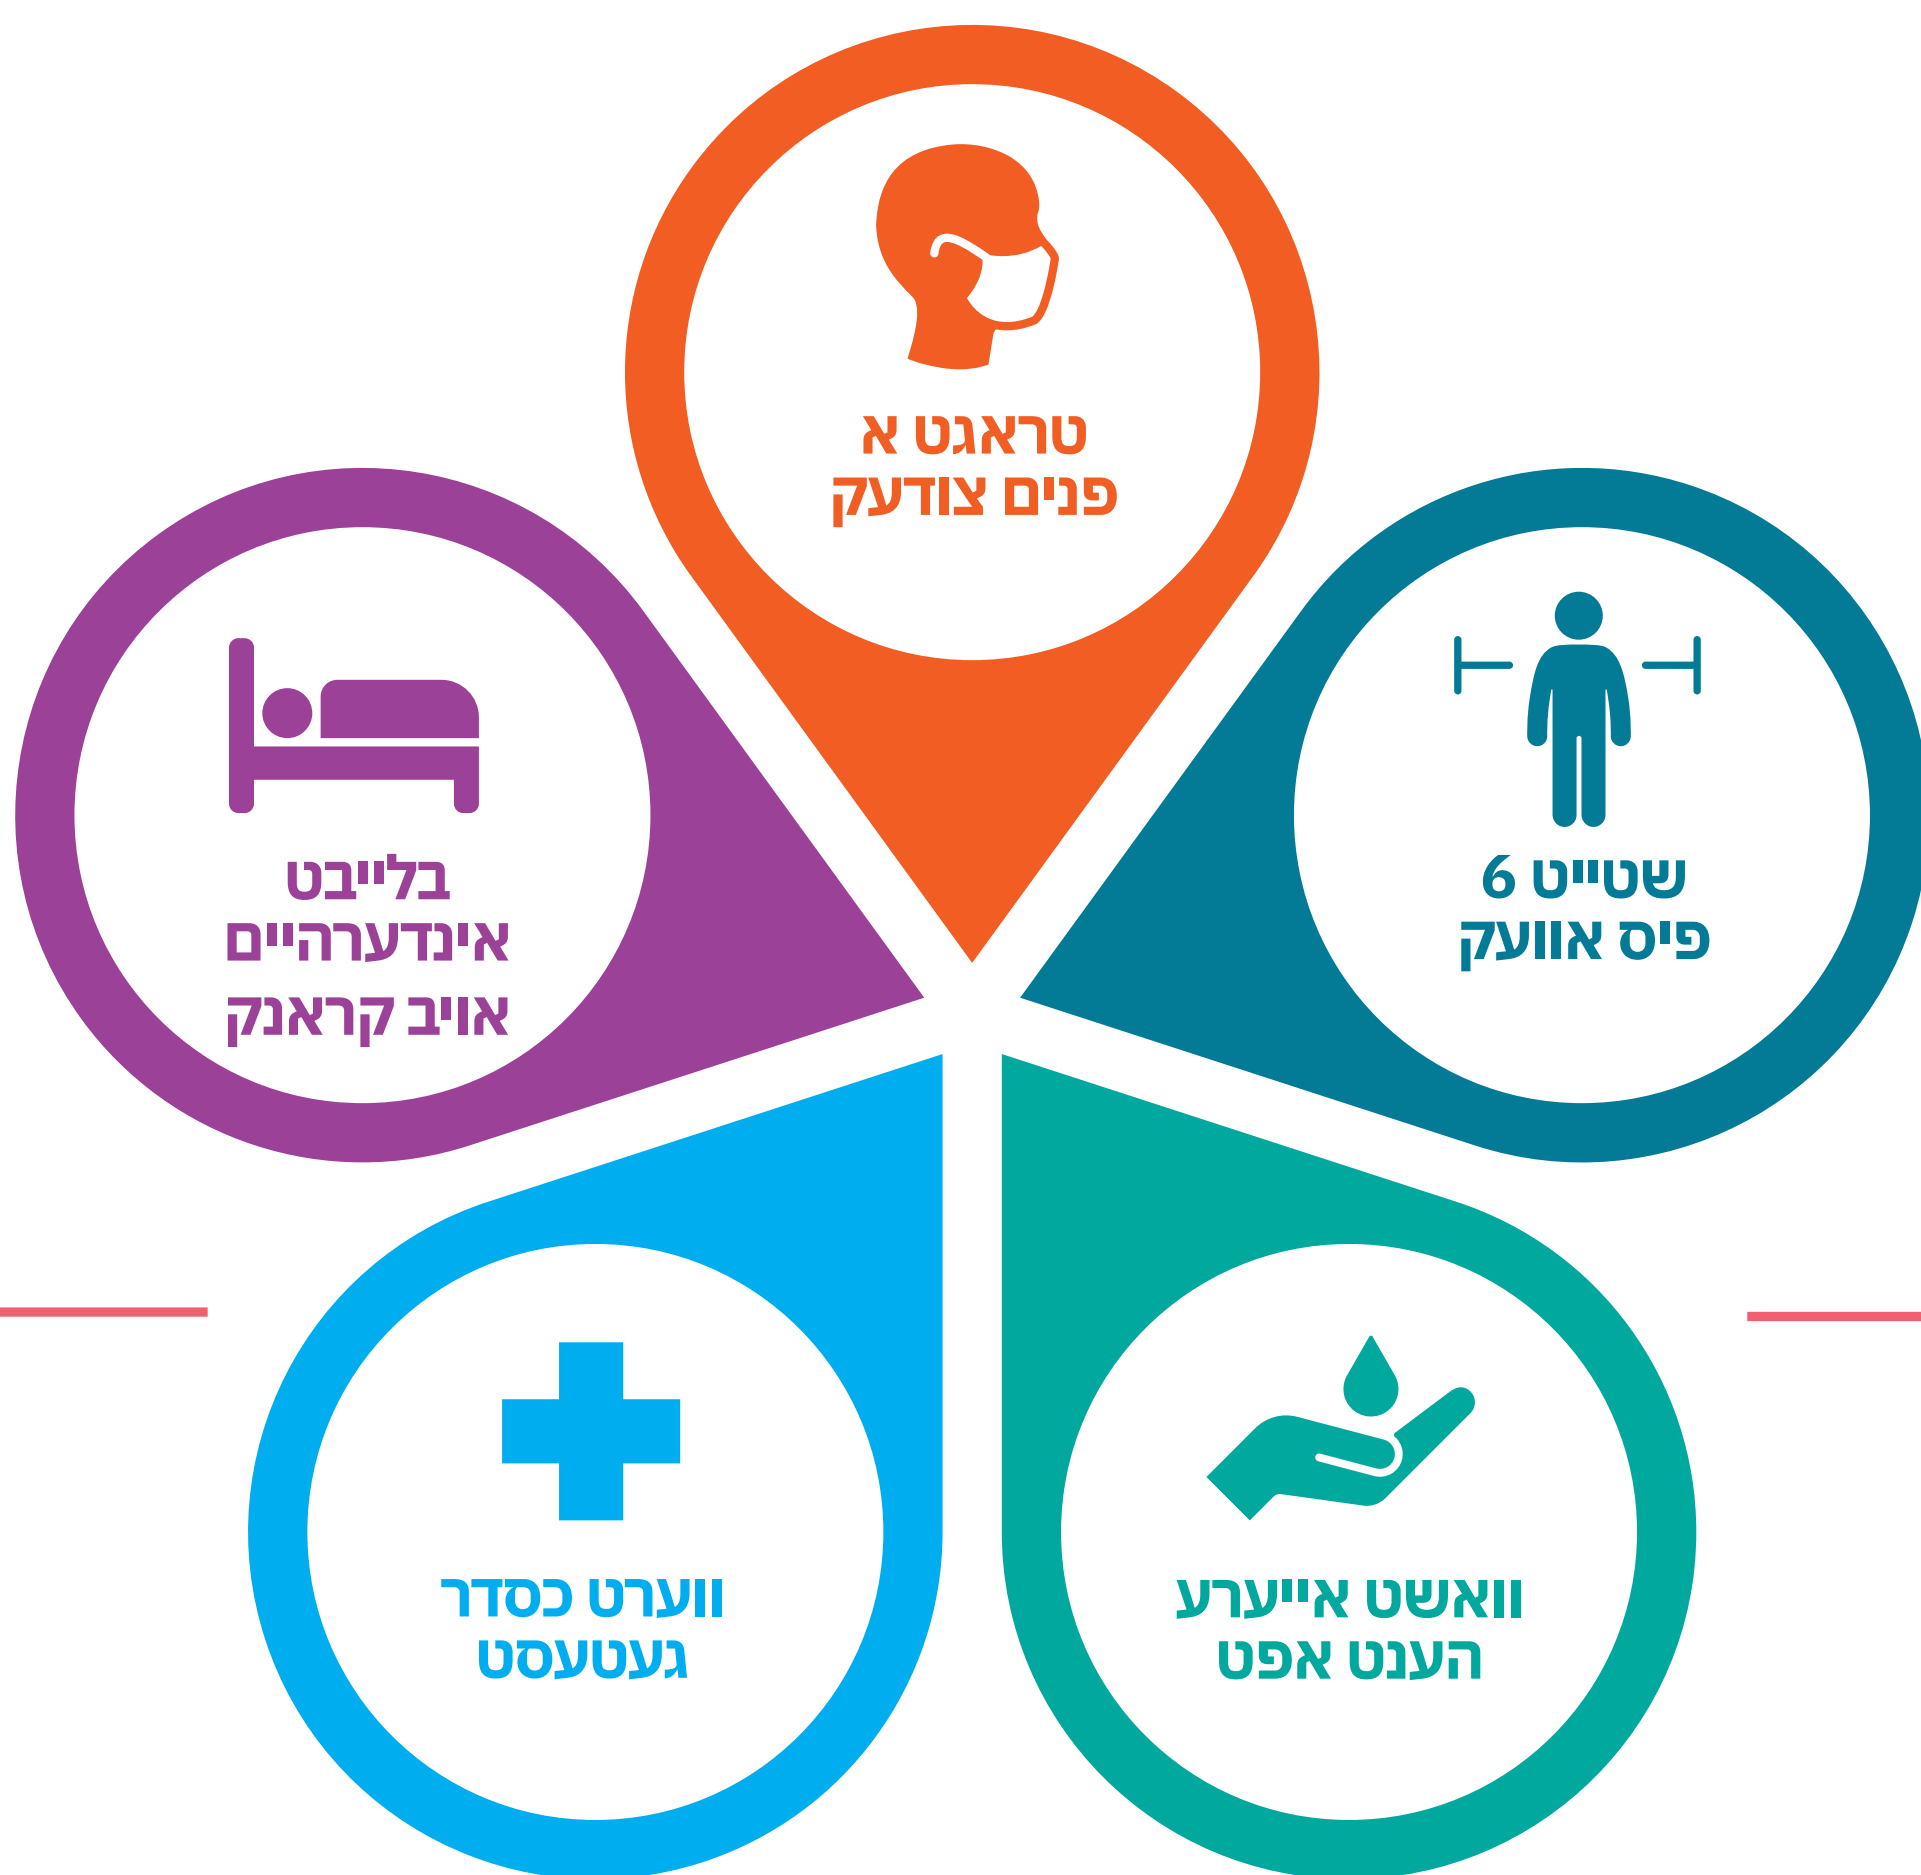 טראגט א
פנים צודעק
שטייט 6
פיס אוועק
בלייבט
אינדערהיים
אויב קראנק
וואשט אייערע
הענט אפט
ווערט כסדר
געטעסט